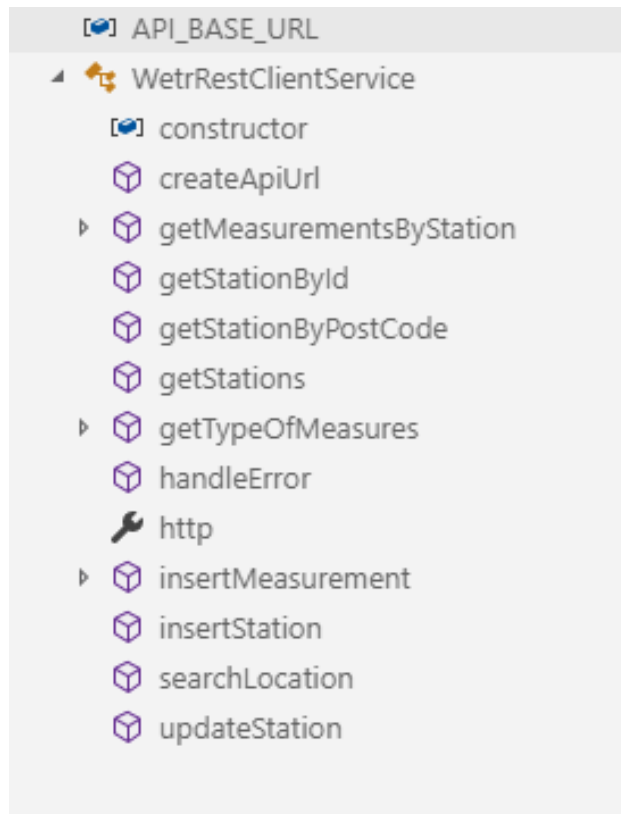 API_BASE_URL
WetrRestClientService
constructor
createApiUrl
getMeasurementsByStation
getStationById
getStationByPostCode
getStations
getTypeOfMeasures
handleError
http
insertMeasurement
insertStation
searchLocation
updateStation